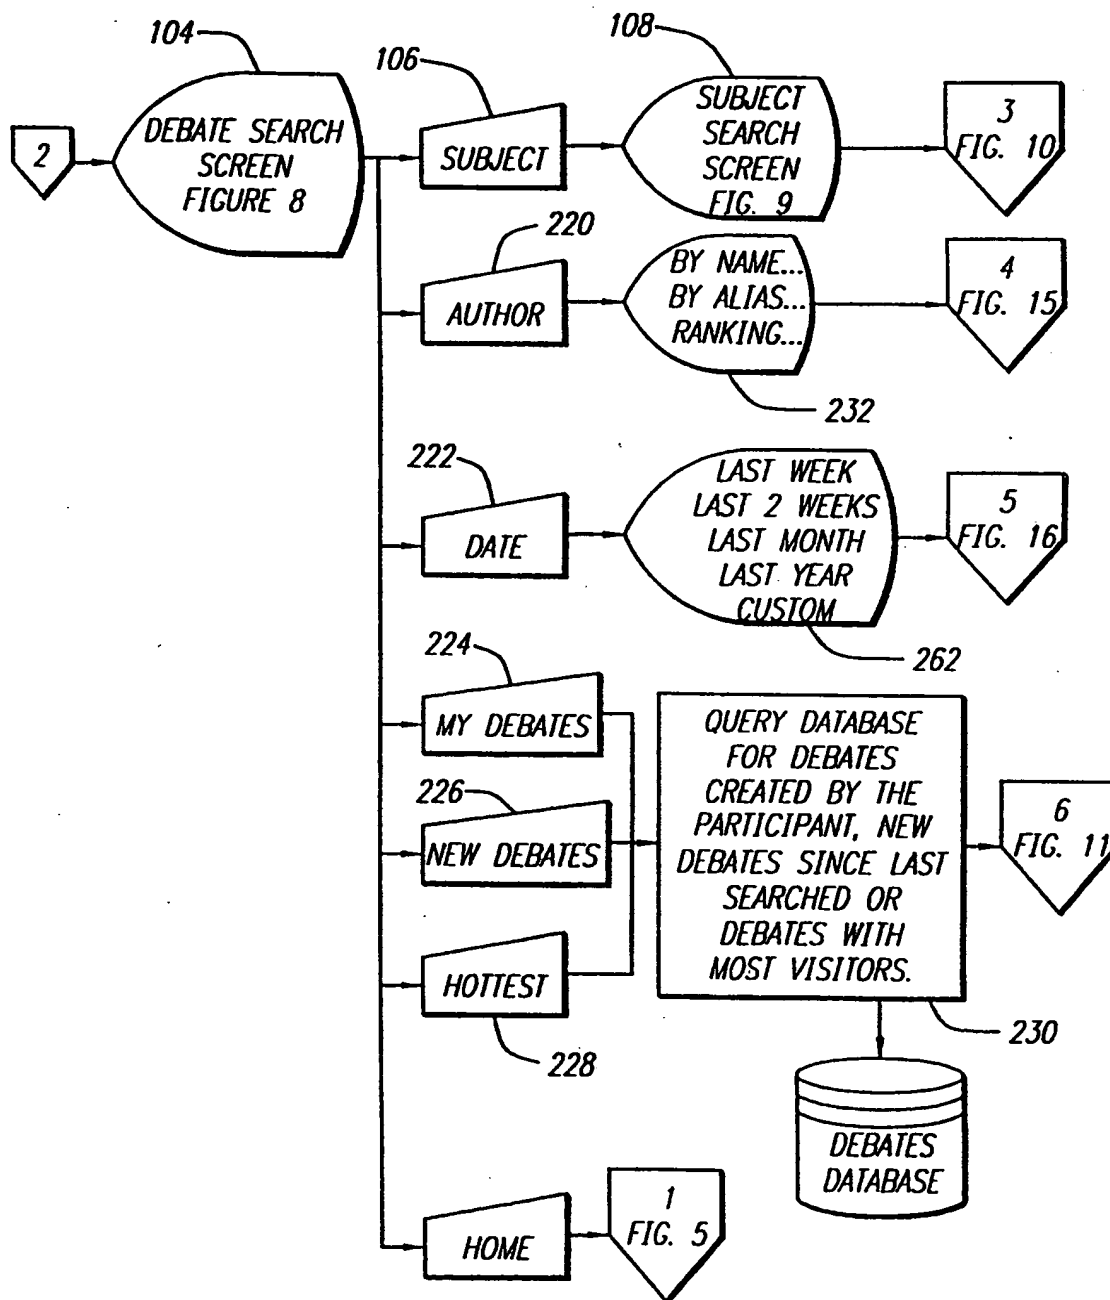 104
106
108
2
DEBATE SEARCH
SCREEN
FIGURE 8
SUBJECT
SUBJECT
SEARCH
SCREEN
FIG. 9
3
FIG. 10
220
AUTHOR
BY NAME...
BY ALIAS...
RANKING...
4
FIG. 15
232
222
DATE
LAST WEEK
LAST 2 WEEKS
LAST MONTH
LAST YEAR
CUSTOM
5
FIG. 16
262
224
MY DEBATES
226
NEW DEBATES
HOTTEST
228
QUERY DATABASE
FOR DEBATES
CREATED BY THE
PARTICIPANT, NEW
DEBATES SINCE LAST
SEARCHED OR
DEBATES WITH
MOST VISITORS.
6
FIG. 11
230
DEBATES
DATABASE
HOME
1
FIG. 5